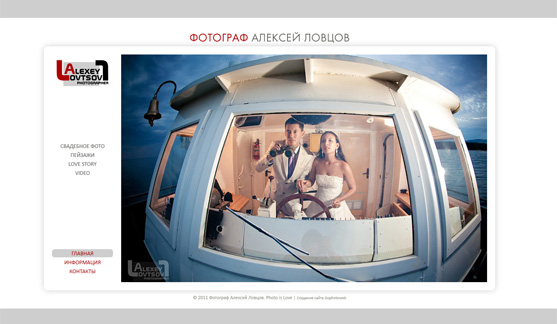 ФОТОГРАФ АЛЕКСЕЙ ЛОВЦОВ
ALEXEY
LOVTSOV
PHOTOGRAPHER
СВАДЕБНОЕ ФОТО
ПЕЙЗАЖИ
LOVE STORY
VIDEO
ГЛАВНАЯ
ИНФОРМАЦИЯ
КОНТАКТЫ
ALEXEY
LOVTSOV
© 2011 Фотограф Алексей Ловцов. Photo is Love |